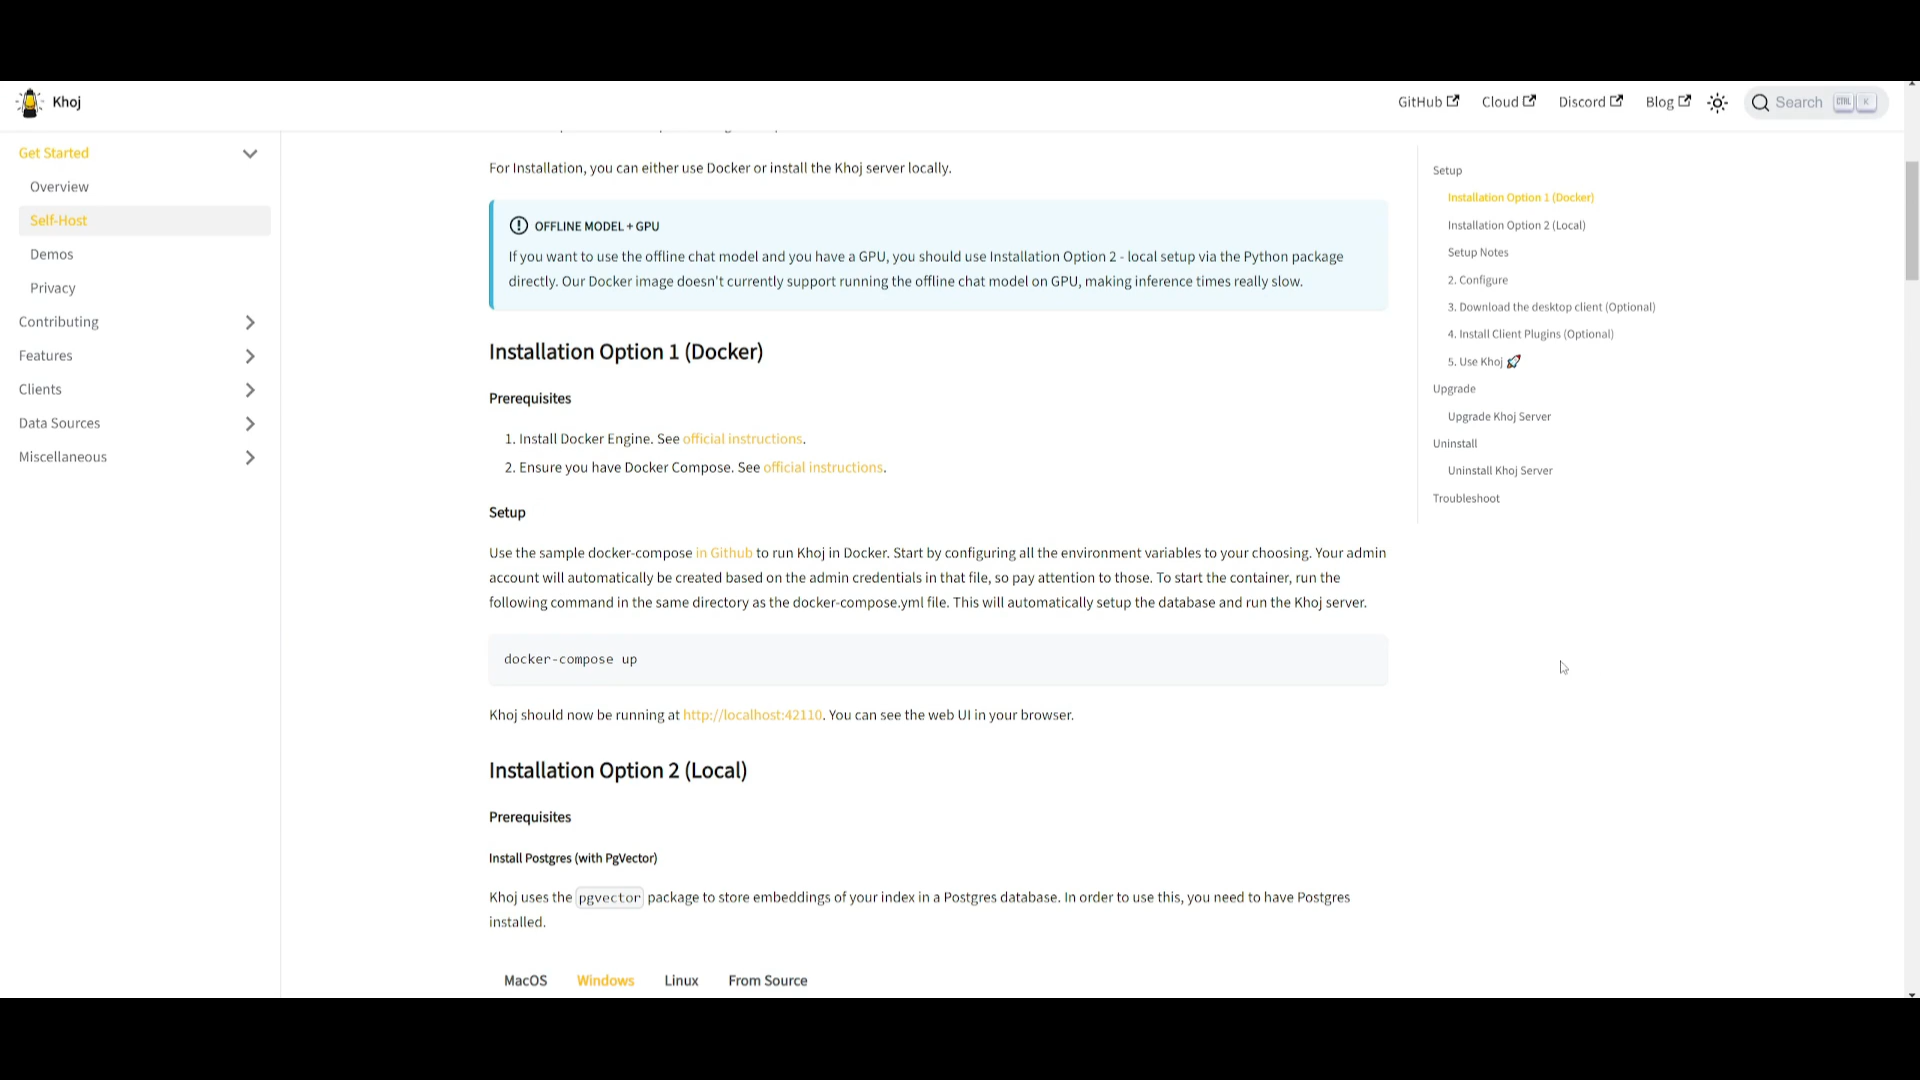 Khoj
GitHub
Cloud
Discord
Blog
Search
CTRL K
Get Started
Overview
Self-Host
Demos
Privacy
Contributing
Features
Clients
Data Sources
Miscellaneous
For Installation, you can either use Docker or install the Khoj server locally.
OFFLINE MODEL + GPU
If you want to use the offline chat model and you have a GPU, you should use Installation Option 2 - local setup via the Python package
directly. Our Docker image doesn't currently support running the offline chat model on GPU, making inference times really slow.
Installation Option 1 (Docker)
Prerequisites
1. Install Docker Engine. See official instructions.
2. Ensure you have Docker Compose. See official instructions.
Setup
Use the sample docker-compose in Github to run Khoj in Docker. Start by configuring all the environment variables to your choosing. Your admin
account will automatically be created based on the admin credentials in that file, so pay attention to those. To start the container, run the
following command in the same directory as the docker-compose.yml file. This will automatically setup the database and run the Khoj server.
docker-compose up
Khoj should now be running at http://localhost:42110. You can see the web UI in your browser.
Installation Option 2 (Local)
Prerequisites
Install Postgres (with PgVector)
Khoj uses the pgvector package to store embeddings of your index in a Postgres database. In order to use this, you need to have Postgres
installed.
MacOS
Windows
Linux
From Source
Setup
Installation Option 1 (Docker)
Installation Option 2 (Local)
Setup Notes
2. Configure
3. Download the desktop client (Optional)
4. Install Client Plugins (Optional)
5. Use Khoj 🚀
Upgrade
Upgrade Khoj Server
Uninstall
Uninstall Khoj Server
Troubleshoot